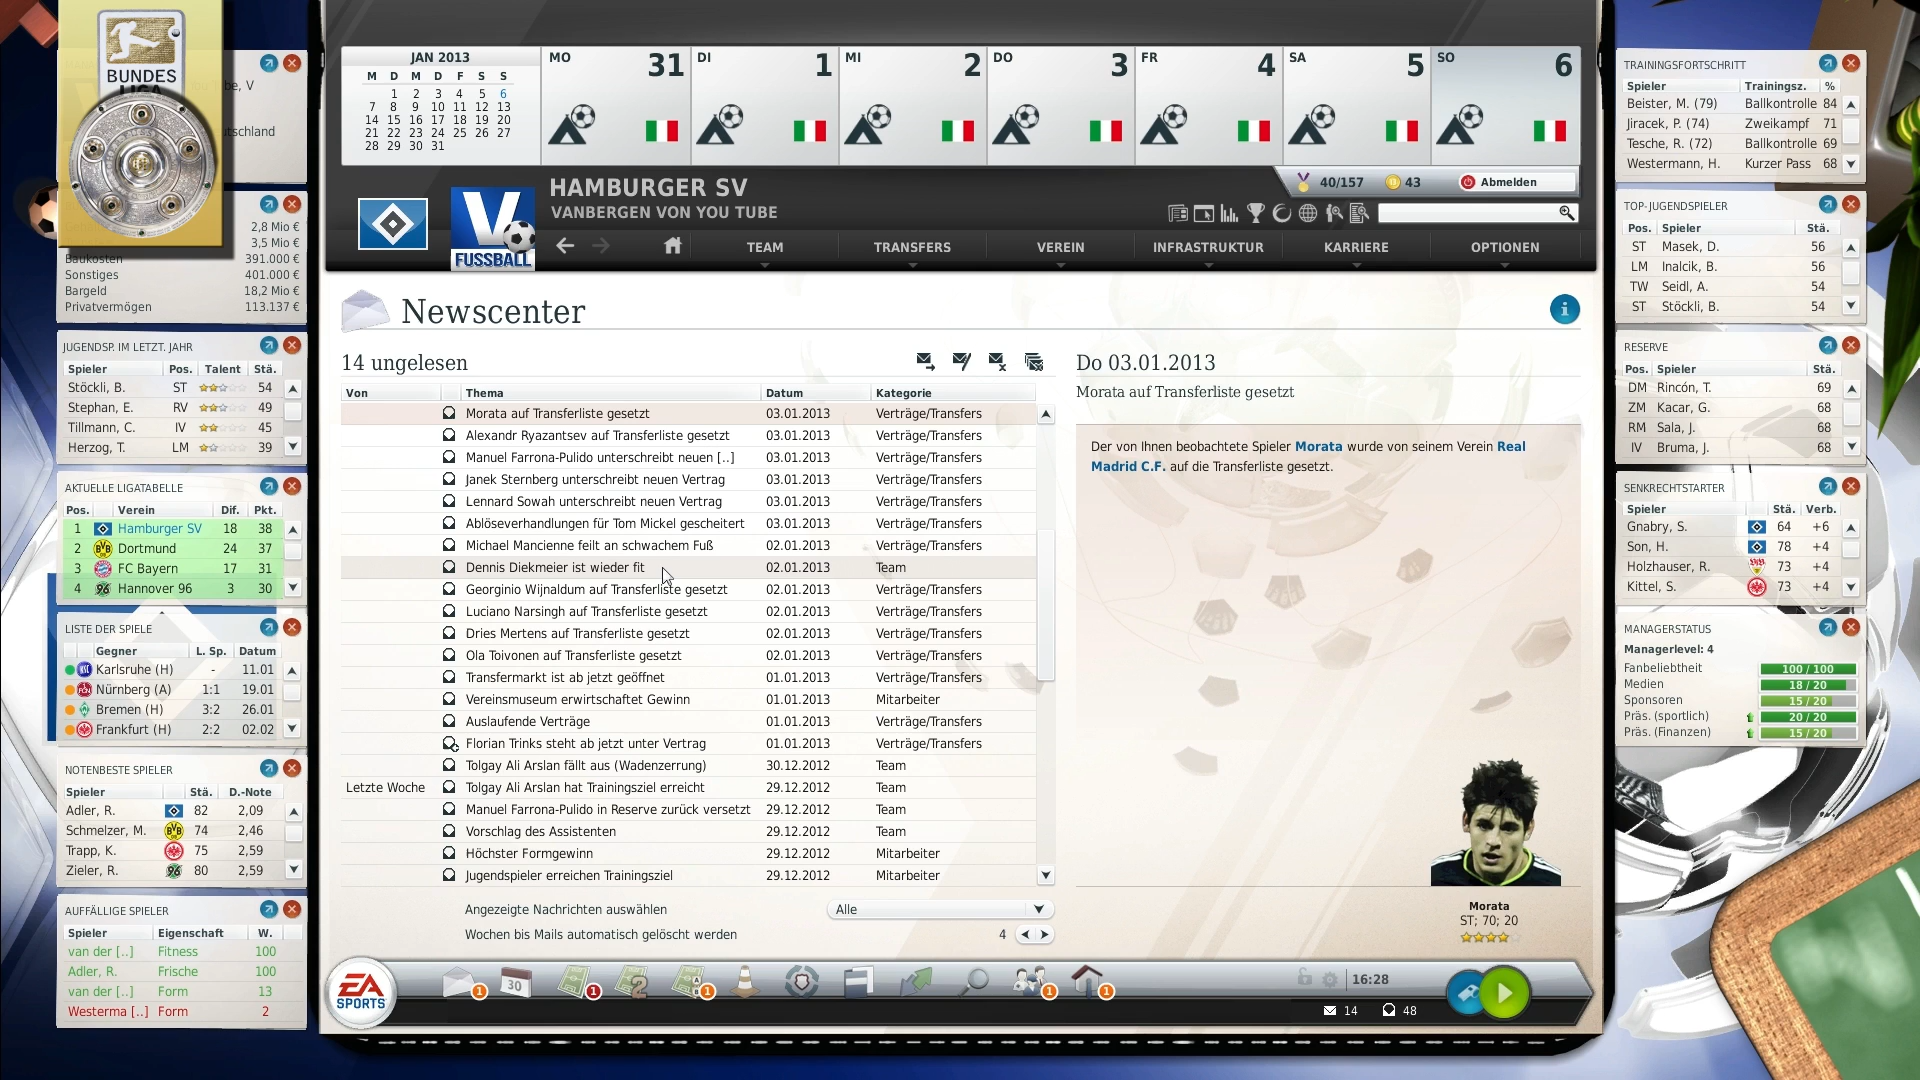 BUNDES
LIGA
be, V
utschland
2,8 Mio €
3,5 Mio €
Baukosten 391.000 €
Sonstiges 401.000 €
Bargeld 18,2 Mio €
Privatvermögen 113.137 €
JUGENDSP. IM LETZT. JAHR
Spieler Pos. Talent Stä.
Stöckli, B. ST 54
Stephan, E. RV 49
Tillmann, C. IV 45
Herzog, T. LM 39
AKTUELLE LIGATABELLE
Pos. Verein Dif. Pkt.
1 Hamburger SV 18 38
2 Dortmund 24 37
3 FC Bayern 17 31
4 Hannover 96 3 30
LISTE DER SPIELE
Gegner L. Sp. Datum
Karlsruhe (H) - 11.01
Nürnberg (A) 1:1 19.01
Bremen (H) 3:2 26.01
Frankfurt (H) 2:2 02.02
NOTENBESTE SPIELER
Spieler Stä. D.-Note
Adler, R. 82 2,09
Schmelzer, M. 74 2,46
Trapp, K. 75 2,59
Zieler, R. 80 2,59
AUFFÄLLIGE SPIELER
Spieler Eigenschaft W.
van der [..] Fitness 100
Adler, R. Frische 100
van der [..] Form 13
Westerma [..] Form 2
JAN 2013
M D M D F S S
1 2 3 4 5 6
7 8 9 10 11 12 13
14 15 16 17 18 19 20
21 22 23 24 25 26 27
28 29 30 31
MO 31
DI 1
MI 2
DO 3
FR 4
SA 5
SO 6
40/157 43 Abmelden
HAMBURGER SV
VANBERGEN VON YOU TUBE
V
FUSSBALL
TEAM TRANSFERS VEREIN INFRASTRUKTUR KARRIERE OPTIONEN
Newscenter
14 ungelesen
Von Thema Datum Kategorie
Morata auf Transferliste gesetzt 03.01.2013 Verträge/Transfers
Alexandr Ryazantsev auf Transferliste gesetzt 03.01.2013 Verträge/Transfers
Manuel Farrona-Pulido unterschreibt neuen [..] 03.01.2013 Verträge/Transfers
Janek Sternberg unterschreibt neuen Vertrag 03.01.2013 Verträge/Transfers
Lennard Sowah unterschreibt neuen Vertrag 03.01.2013 Verträge/Transfers
Ablöseverhandlungen für Tom Mickel gescheitert 03.01.2013 Verträge/Transfers
Michael Mancienne feilt an schwachem Fuß 02.01.2013 Verträge/Transfers
Dennis Diekmeier ist wieder fit 02.01.2013 Team
Georginio Wijnaldum auf Transferliste gesetzt 02.01.2013 Verträge/Transfers
Luciano Narsingh auf Transferliste gesetzt 02.01.2013 Verträge/Transfers
Dries Mertens auf Transferliste gesetzt 02.01.2013 Verträge/Transfers
Ola Toivonen auf Transferliste gesetzt 02.01.2013 Verträge/Transfers
Transfermarkt ist ab jetzt geöffnet 01.01.2013 Verträge/Transfers
Vereinsmuseum erwirtschaftet Gewinn 01.01.2013 Mitarbeiter
Auslaufende Verträge 01.01.2013 Verträge/Transfers
Florian Trinks steht ab jetzt unter Vertrag 01.01.2013 Verträge/Transfers
Tolgay Ali Arslan fällt aus (Wadenzerrung) 30.12.2012 Team
Letzte Woche Tolgay Ali Arslan hat Trainingsziel erreicht 29.12.2012 Team
Manuel Farrona-Pulido in Reserve zurück versetzt 29.12.2012 Team
Vorschlag des Assistenten 29.12.2012 Team
Höchster Formgewinn 29.12.2012 Mitarbeiter
Jugendspieler erreichen Trainingsziel 29.12.2012 Mitarbeiter
Angezeigte Nachrichten auswählen Alle
Wochen bis Mails automatisch gelöscht werden 4
Do 03.01.2013
Morata auf Transferliste gesetzt
Der von Ihnen beobachtete Spieler Morata wurde von seinem Verein Real
Madrid C.F. auf die Transferliste gesetzt.
Morata
ST; 70; 20
EA
SPORTS
1 30 1 2 1 1 1
16:28
14 48
TRAININGSFORTSCHRITT
Spieler Trainingsz. %
Beister, M. (79) Ballkontrolle 84
Jiracek, P. (74) Zweikampf 71
Tesche, R. (72) Ballkontrolle 69
Westermann, H. Kurzer Pass 68
TOP-JUGENDSPIELER
Pos. Spieler Stä.
ST Masek, D. 56
LM Inalcik, B. 56
TW Seidl, A. 54
ST Stöckli, B. 54
RESERVE
Pos. Spieler Stä.
DM Rincón, T. 69
ZM Kacar, G. 68
RM Sala, J. 68
IV Bruma, J. 68
SENKRECHTSTARTER
Spieler Stä. Verb.
Gnabry, S. 64 +6
Son, H. 78 +4
Holzhauser, R. 73 +4
Kittel, S. 73 +4
MANAGERSTATUS
Managerlevel: 4
Fanbeliebtheit 100 / 100
Medien 18 / 20
Sponsoren 15 / 20
Präs. (sportlich) 20 / 20
Präs. (Finanzen) 15 / 20